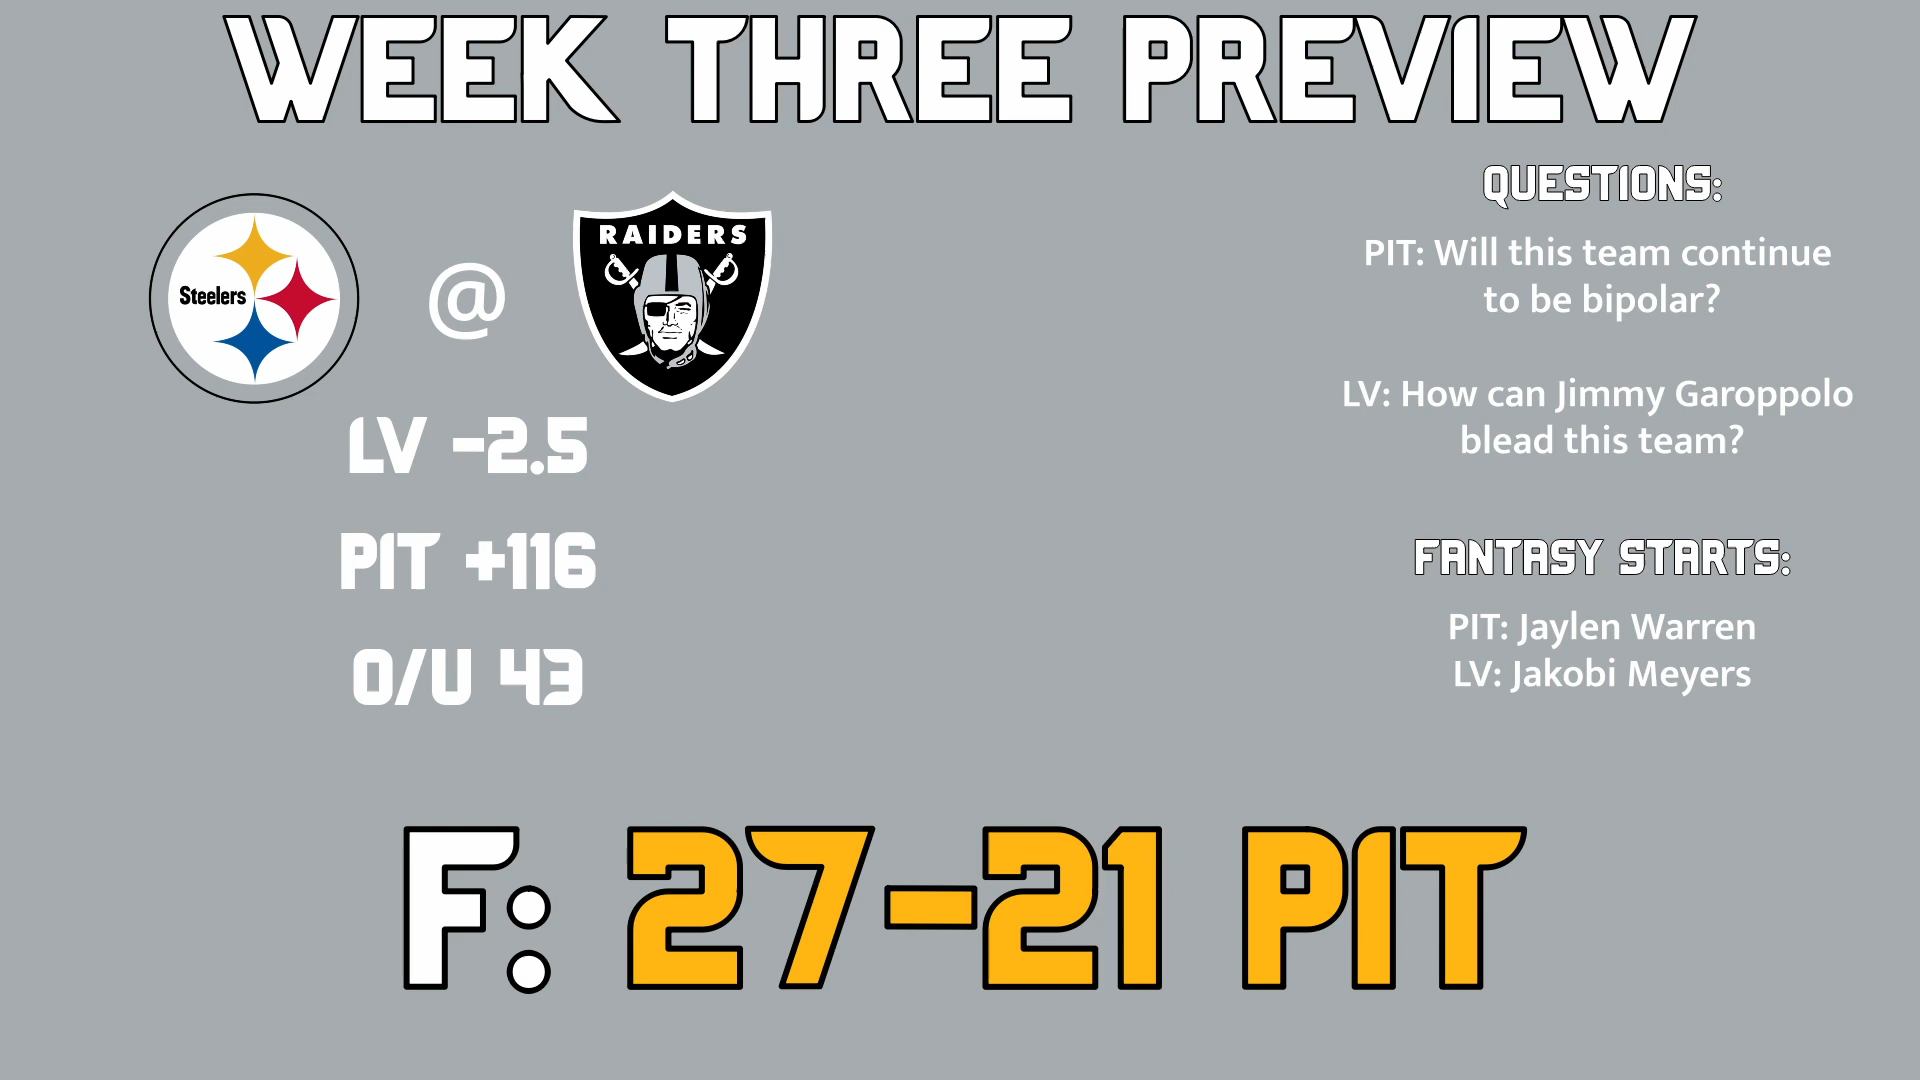 WEEK THREE PREVIEW
Steelers
@
RAIDERS
LV -2.5
PIT +116
O/U 43
QUESTIONS:
PIT: Will this team continue
to be bipolar?
LV: How can Jimmy Garoppolo
blead this team?
FANTASY STARTS:
PIT: Jaylen Warren
LV: Jakobi Meyers
F: 27-21 PIT